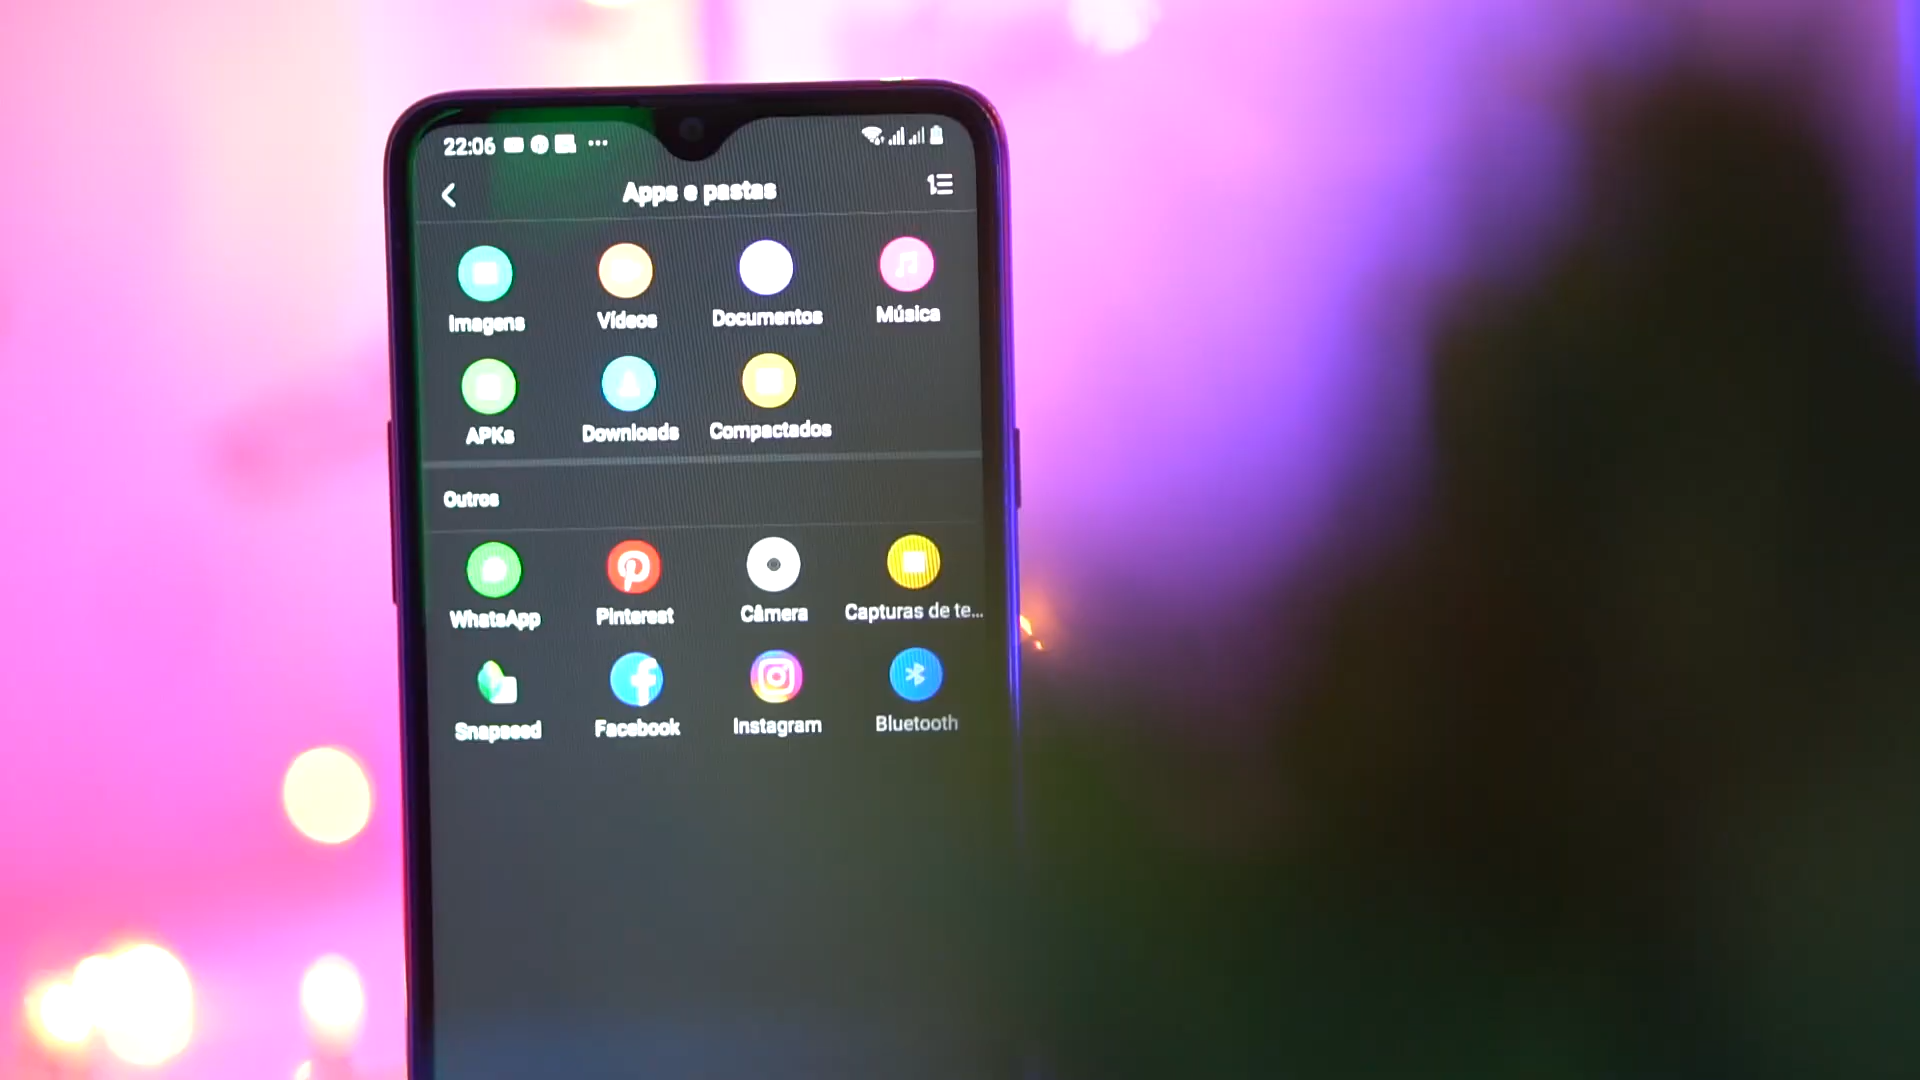 22:06
Apps e pastas
Imagens Vídeos Documentos Música
APKs Downloads Compactados
Outros
WhatsApp Pinterest Câmera Capturas de te...
Snapseed Facebook Instagram Bluetooth